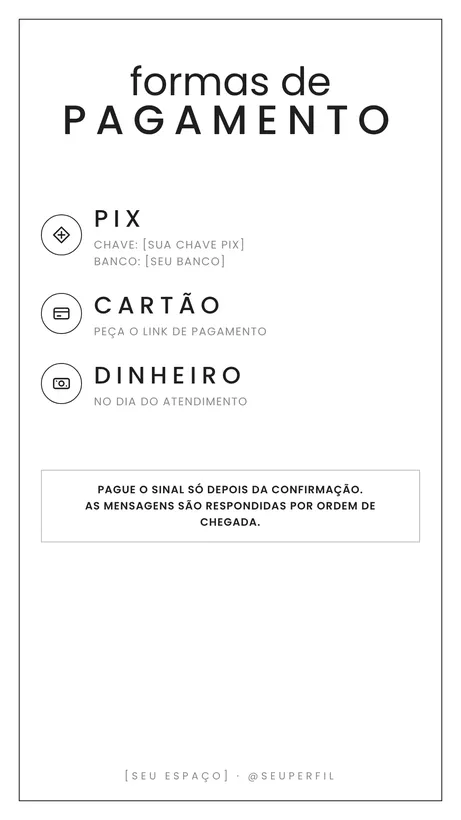 formas de
PAGAMENTO
PIX
CHAVE: [SUA CHAVE PIX]
BANCO: [SEU BANCO]
CARTÃO
PEÇA O LINK DE PAGAMENTO
DINHEIRO
NO DIA DO ATENDIMENTO
PAGUE O SINAL SÓ DEPOIS DA CONFIRMAÇÃO.
AS MENSAGENS SÃO RESPONDIDAS POR ORDEM DE
CHEGADA.
[SEU ESPAÇO] · @SEUPERFIL